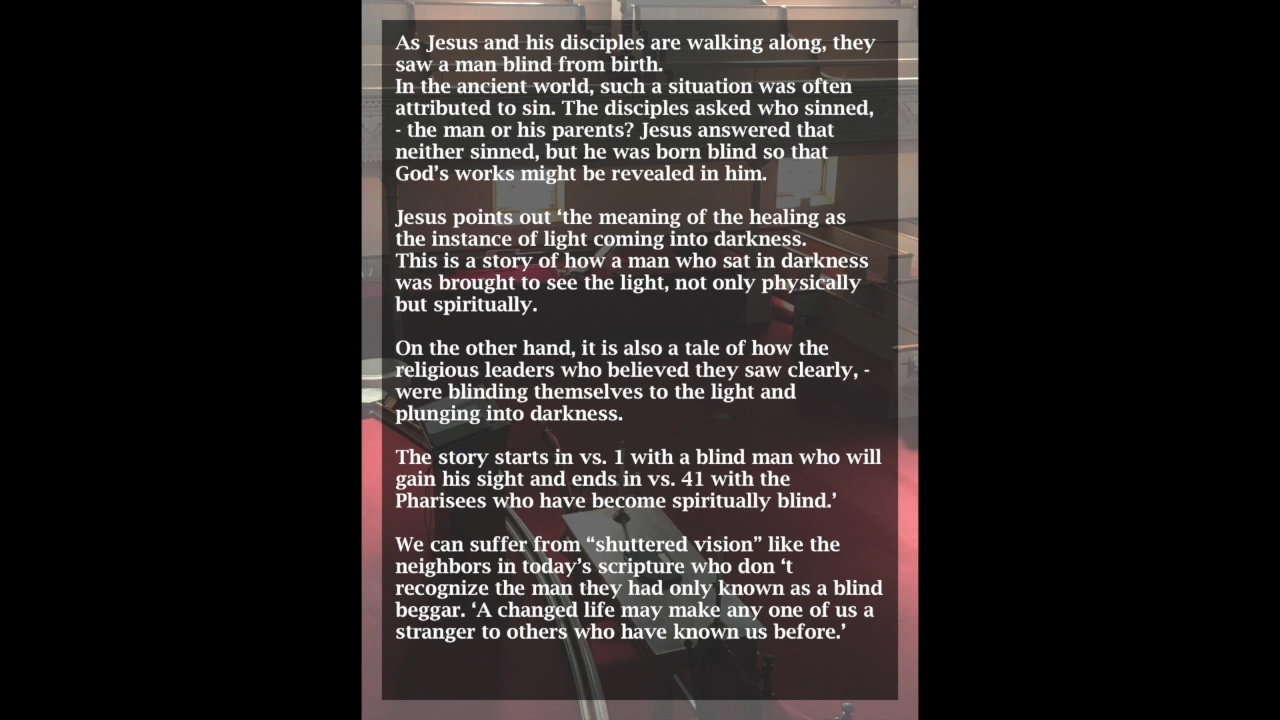 As Jesus and his disciples are walking along, they
saw a man blind from birth.
In the ancient world, such a situation was often
attributed to sin. The disciples asked who sinned,
- the man or his parents? Jesus answered that
neither sinned, but he was born blind so that
God’s works might be revealed in him.
Jesus points out ‘the meaning of the healing as
the instance of light coming into darkness.
This is a story of how a man who sat in darkness
was brought to see the light, not only physically
but spiritually.
On the other hand, it is also a tale of how the
religious leaders who believed they saw clearly, -
were blinding themselves to the light and
plunging into darkness.
The story starts in vs. 1 with a blind man who will
gain his sight and ends in vs. 41 with the
Pharisees who have become spiritually blind.’
We can suffer from “shuttered vision” like the
neighbors in today’s scripture who don ‘t
recognize the man they had only known as a blind
beggar. ‘A changed life may make any one of us a
stranger to others who have known us before.’